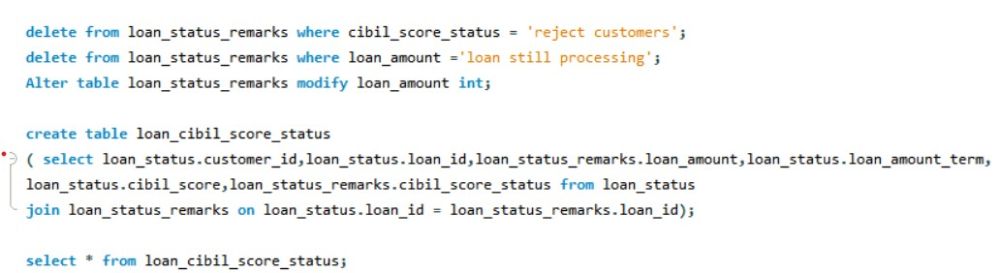 delete from loan_status_remarks where cibil_score_status = 'reject customers';
delete from loan_status_remarks where loan_amount ='loan still processing';
Alter table loan_status_remarks modify loan_amount int;
create table loan_cibil_score_status
( select loan_status.customer_id,loan_status.loan_id,loan_status_remarks.loan_amount,loan_status.loan_amount_term,
loan_status.cibil_score,loan_status_remarks.cibil_score_status from loan_status
join loan_status_remarks on loan_status.loan_id = loan_status_remarks.loan_id);
select * from loan_cibil_score_status;